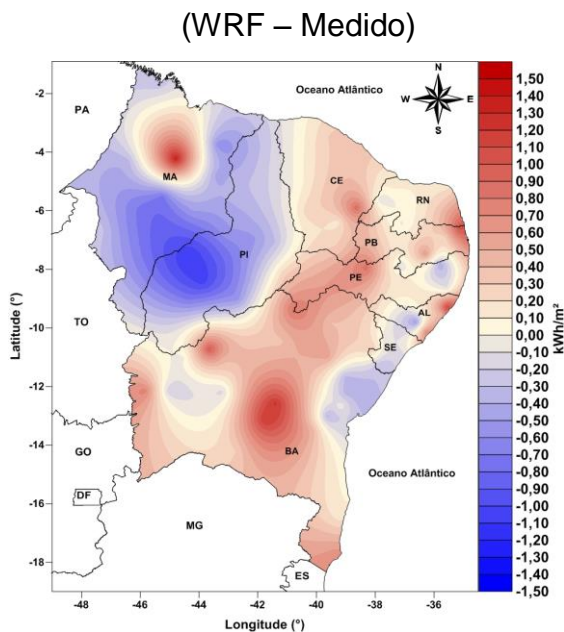 (WRF – Medido)
Oceano Atlântico
N
W E
S
PA
MA
CE
RN
PB
PI
PE
AL
SE
TO
BA
GO
DF
MG
ES
Oceano Atlântico
-2
-4
-6
-8
-10
-12
-14
-16
-18
Latitude (°)
-48 -46 -44 -42 -40 -38 -36
Longitude (°)
1,50
1,30
1,20
1,10
1,00
0,90
0,80
0,70
0,60
0,50
0,40
0,30
0,20
0,10
0,00
-0,10
-0,20
-0,30
-0,40
-0,50
-0,60
-0,70
-0,80
-0,90
-1,00
-1,10
-1,20
-1,30
-1,50
kWh/m²